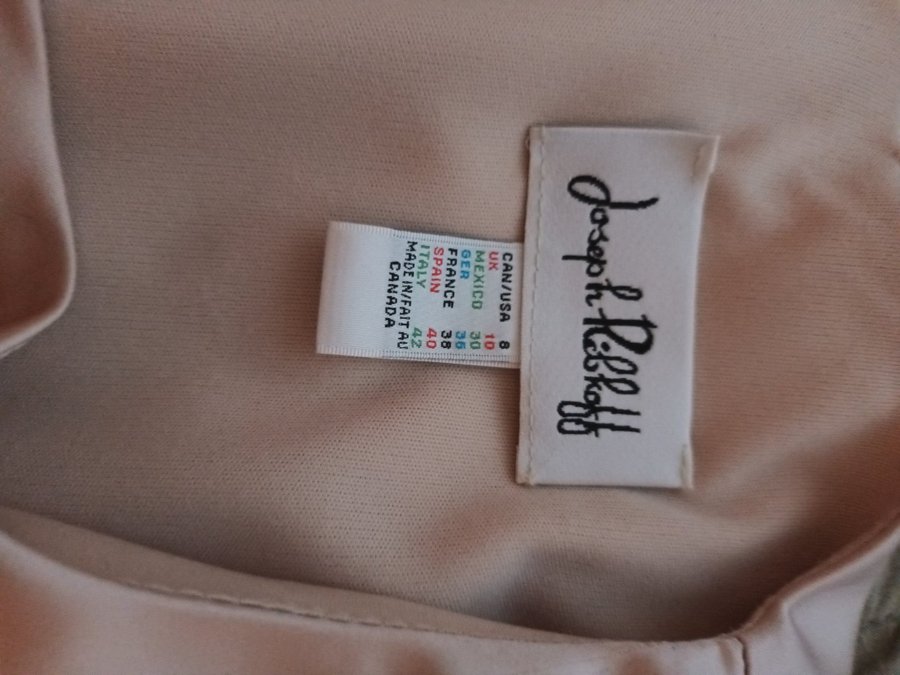 Joseph Ribkoff
CAN/USA 8
UK 10
MEXICO 30
GER 36
FRANCE 38
SPAIN 40
ITALY 42
MADE IN/FAIT AU
CANADA